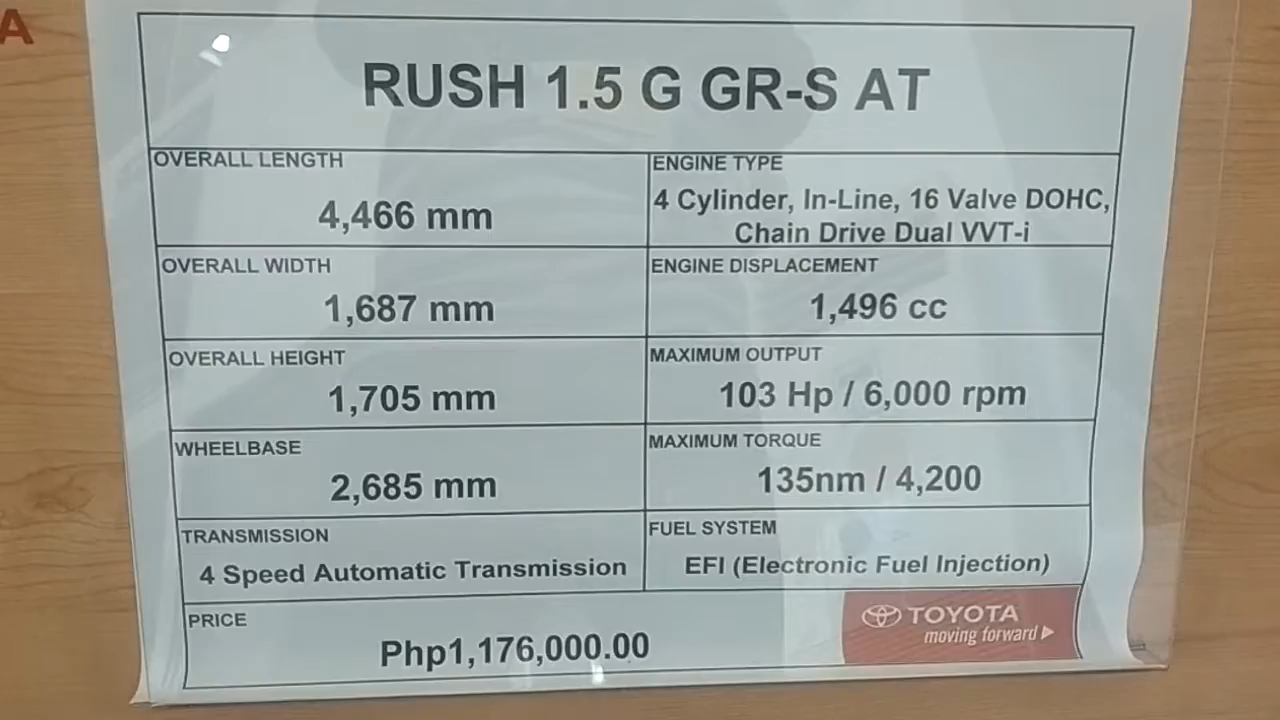 A
RUSH 1.5 G GR-S AT
OVERALL LENGTH
4,466 mm
ENGINE TYPE
4 Cylinder, In-Line, 16 Valve DOHC,
Chain Drive Dual VVT-i
OVERALL WIDTH
1,687 mm
ENGINE DISPLACEMENT
1,496 cc
OVERALL HEIGHT
1,705 mm
MAXIMUM OUTPUT
103 Hp / 6,000 rpm
WHEELBASE
2,685 mm
MAXIMUM TORQUE
135nm / 4,200
TRANSMISSION
4 Speed Automatic Transmission
FUEL SYSTEM
EFI (Electronic Fuel Injection)
PRICE
Php1,176,000.00
TOYOTA
moving forward